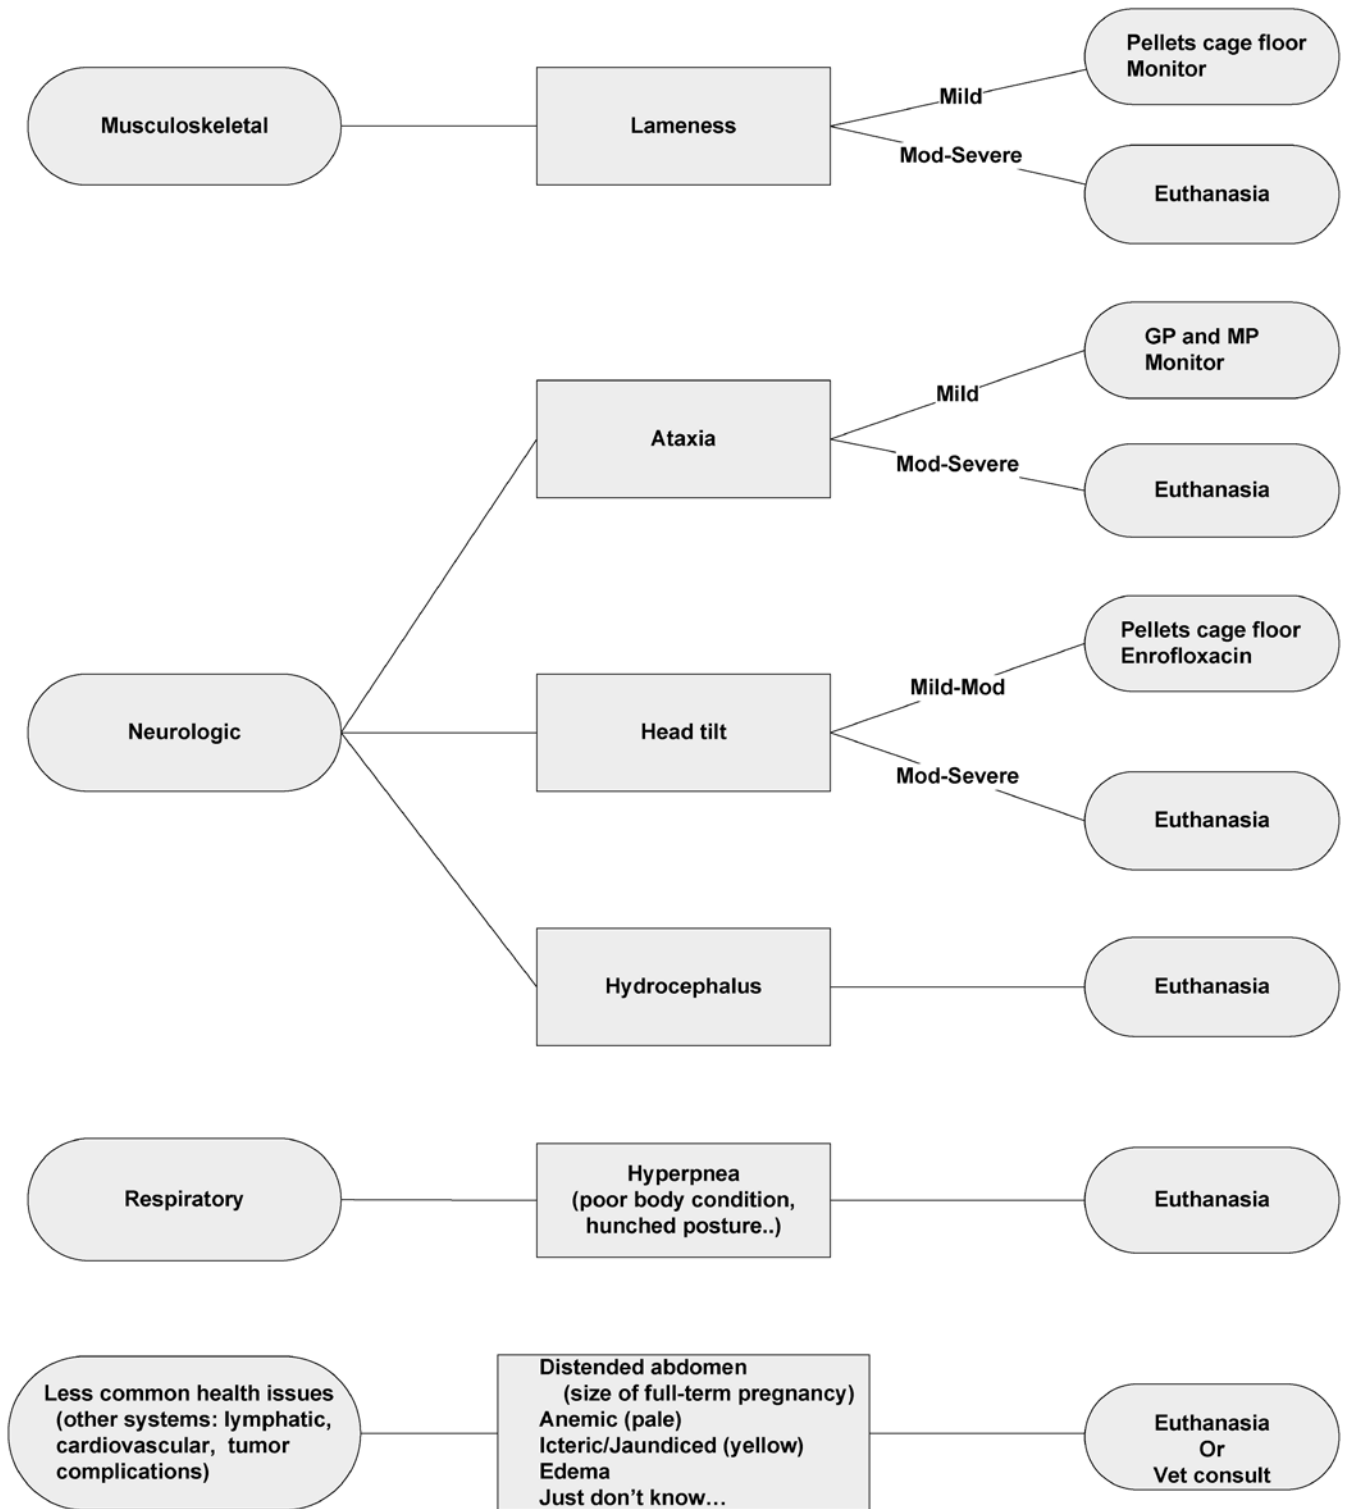 Musculoskeletal
Lameness
Mild
Pellets cage floor
Monitor
Mod-Severe
Euthanasia
Neurologic
Ataxia
Mild
GP and MP
Monitor
Mod-Severe
Euthanasia
Head tilt
Mild-Mod
Pellets cage floor
Enrofloxacin
Mod-Severe
Euthanasia
Hydrocephalus
Euthanasia
Respiratory
Hyperpnea
(poor body condition,
hunched posture..)
Euthanasia
Less common health issues
(other systems: lymphatic,
cardiovascular, tumor
complications)
Distended abdomen
(size of full-term pregnancy)
Anemic (pale)
Icteric/Jaundiced (yellow)
Edema
Just don't know…
Euthanasia
Or
Vet consult